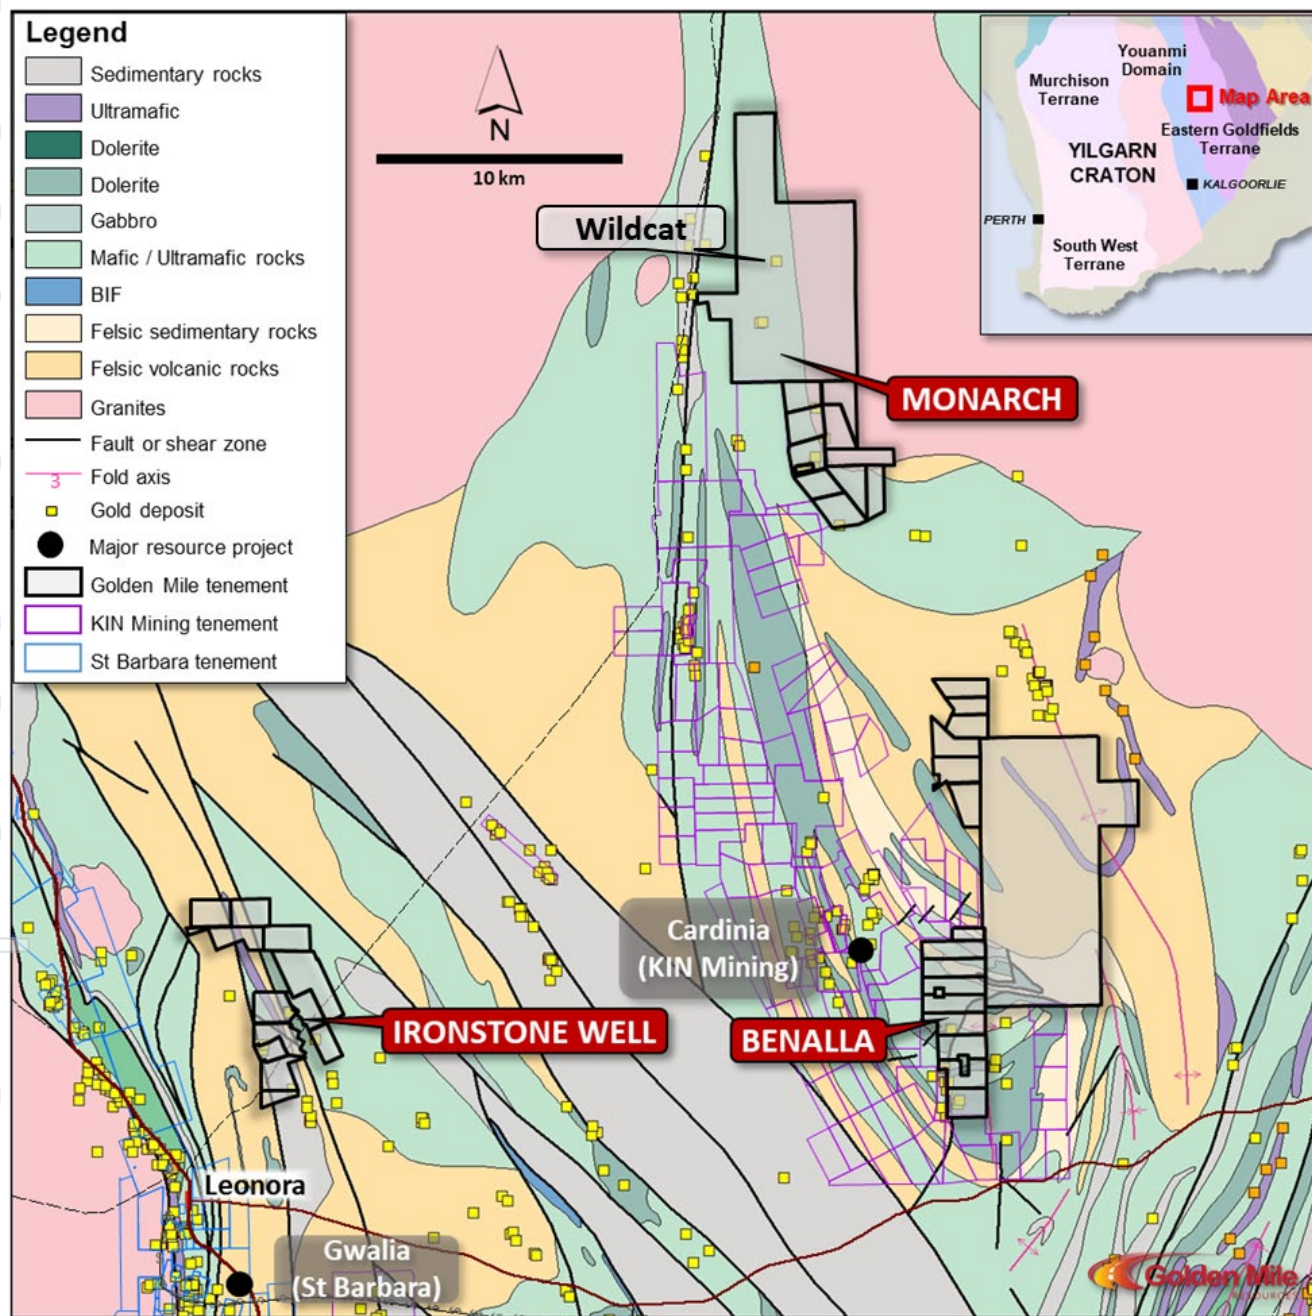 Legend
Sedimentary rocks
Ultramafic
Dolerite
Dolerite
Gabbro
Mafic / Ultramafic rocks
BIF
Felsic sedimentary rocks
Felsic volcanic rocks
Granites
Fault or shear zone
3
Fold axis
Gold deposit
Major resource project
Golden Mile tenement
KIN Mining tenement
St Barbara tenement
N
10 km
Youanmi
Domain
Murchison
Terrane
Map Area
Eastern Goldfields
Terrane
YILGARN
CRATON
KALGOORLIE
PERTH
South West
Terrane
Wildcat
MONARCH
Cardinia
(KIN Mining)
IRONSTONE WELL
BENALLA
Leonora
Gwalia
(St Barbara)
Golden Mile
RESOURCES